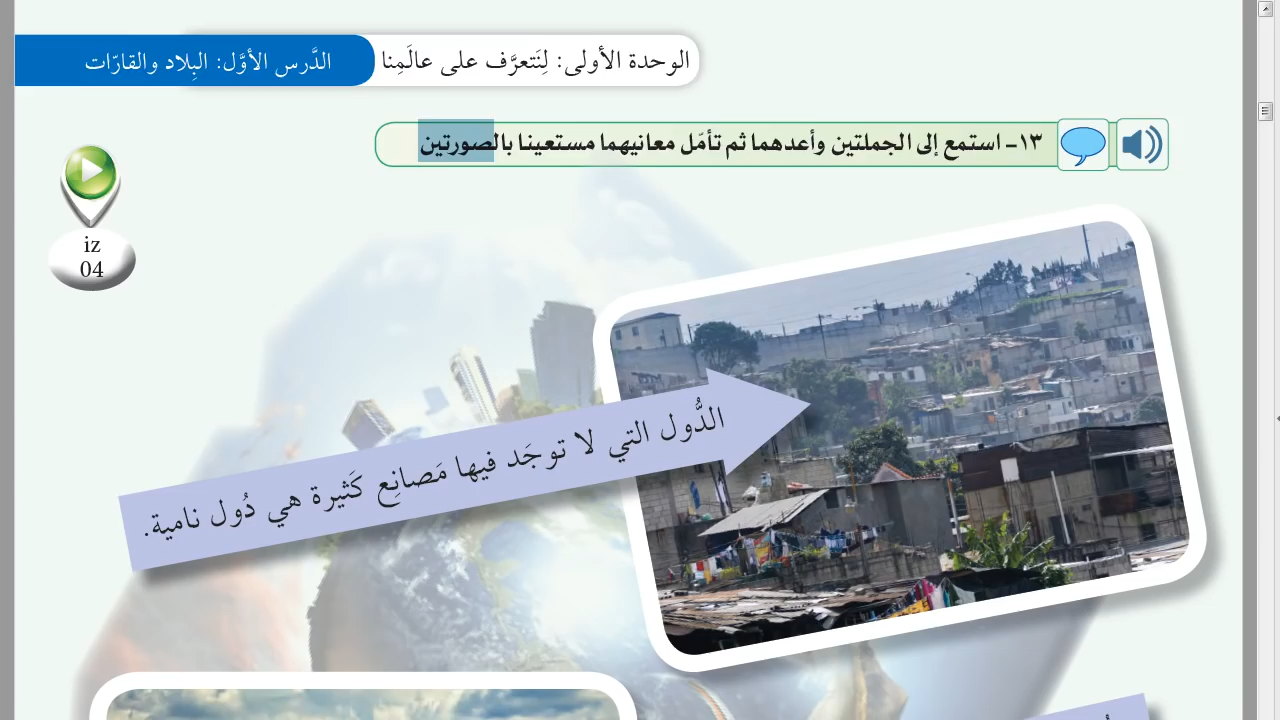 الوحدة الأولى: لِنَتعرَّف على عالَمِنا
الدَّرس الأوَّل: البِلاد والقارّات
١٣– استمع إلى الجملتين وأعدهما ثم تأمّل معانيهما مستعينا بالصورتين
iz
04
الدُّول التي لا توجَد فيها مَصانِع كَثيرة هي دُول نامية.